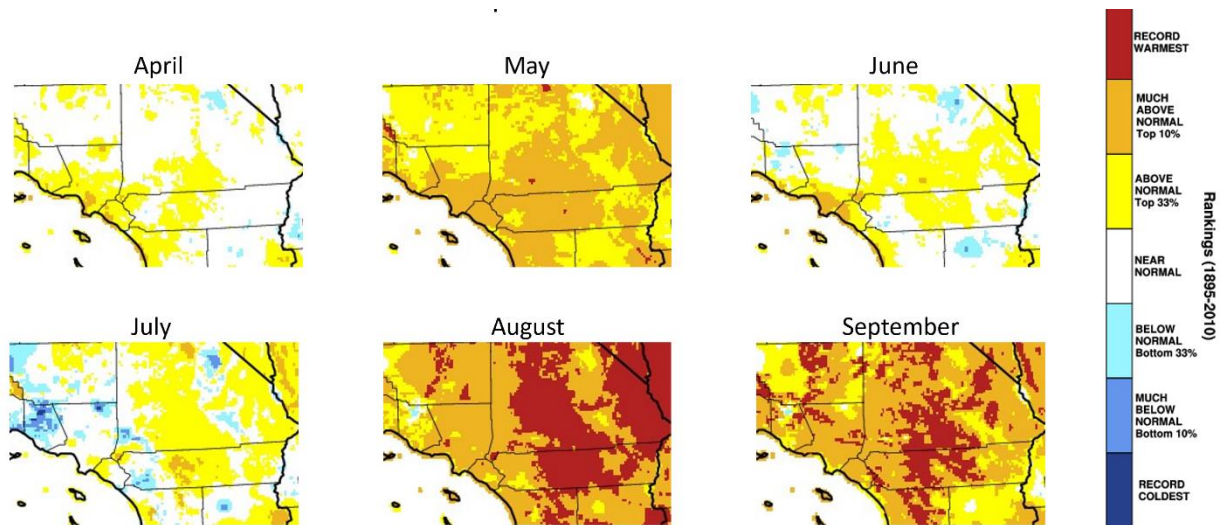 April
May
June
July
August
September
RECORD
WARMEST
MUCH
ABOVE
NORMAL
Top 10%
ABOVE
NORMAL
Top 33%
NEAR
NORMAL
BELOW
NORMAL
Bottom 33%
MUCH
BELOW
NORMAL
Bottom 10%
RECORD
COLDEST
Rankings (1895-2010)